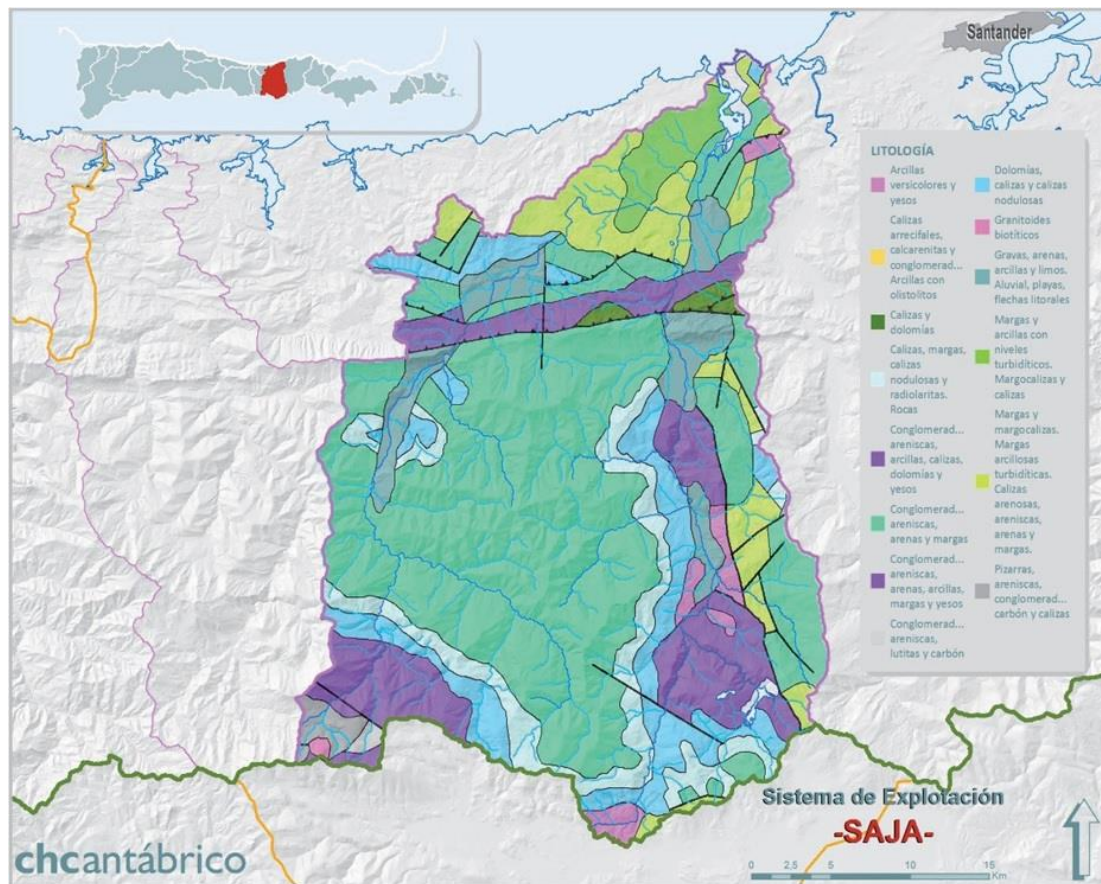 Santander
LITOLOGÍA
Arcillas
versicolores y
yesos
Calizas
arrecifales,
calcarenitas y
conglomerad...
Arcillas con
olistolitos
Calizas y
dolomías
Calizas, margas,
calizas
nodulosas y
radiolaritas.
Rocas
Conglomerad...
areniscas,
arcillas, calizas,
dolomías y
yesos
Conglomerad...
areniscas,
arenas y margas
Conglomerad...
areniscas,
arenas, arcillas,
margas y yesos
Conglomerad...
areniscas,
lutitas y carbón
Dolomías,
calizas y calizas
nodulosas
Granitoides
biotíticos
Gravas, arenas,
arcillas y limos.
Aluvial, playas,
flechas litorales
Margas y
arcillas con
niveles
turbidíticos.
Margocalizas y
calizas
Margas y
margocalizas.
Margas
arcillosas
turbidíticas.
Calizas
arenosas,
areniscas,
arenas y
margas.
Pizarras,
areniscas,
conglomerad...
carbón y calizas
Sistema de Explotación
-SAJA-
0 2,5 5 10 15
Km
chcantábrico